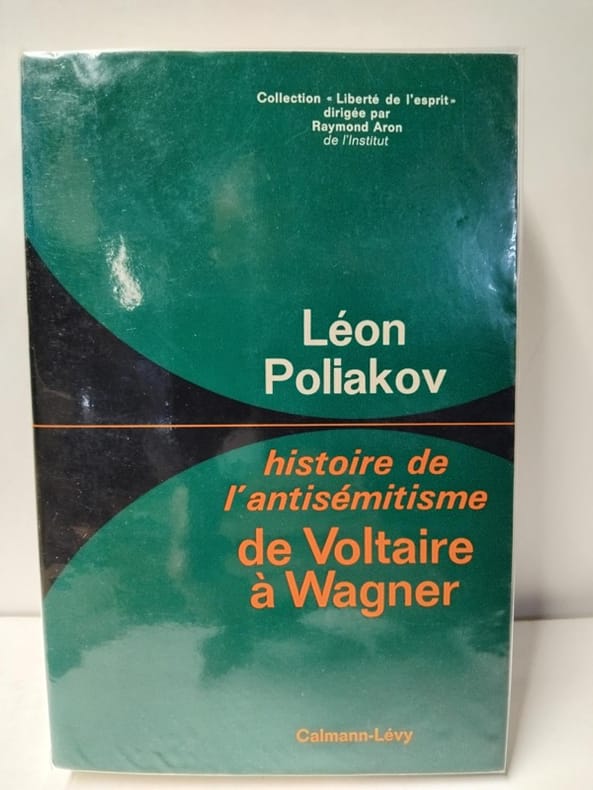 Collection « Liberté de l'esprit»
dirigée par
Raymond Aron
de l'Institut
Léon
Poliakov
histoire de
l'antisémitisme
de Voltaire
à Wagner
Calmann-Lévy